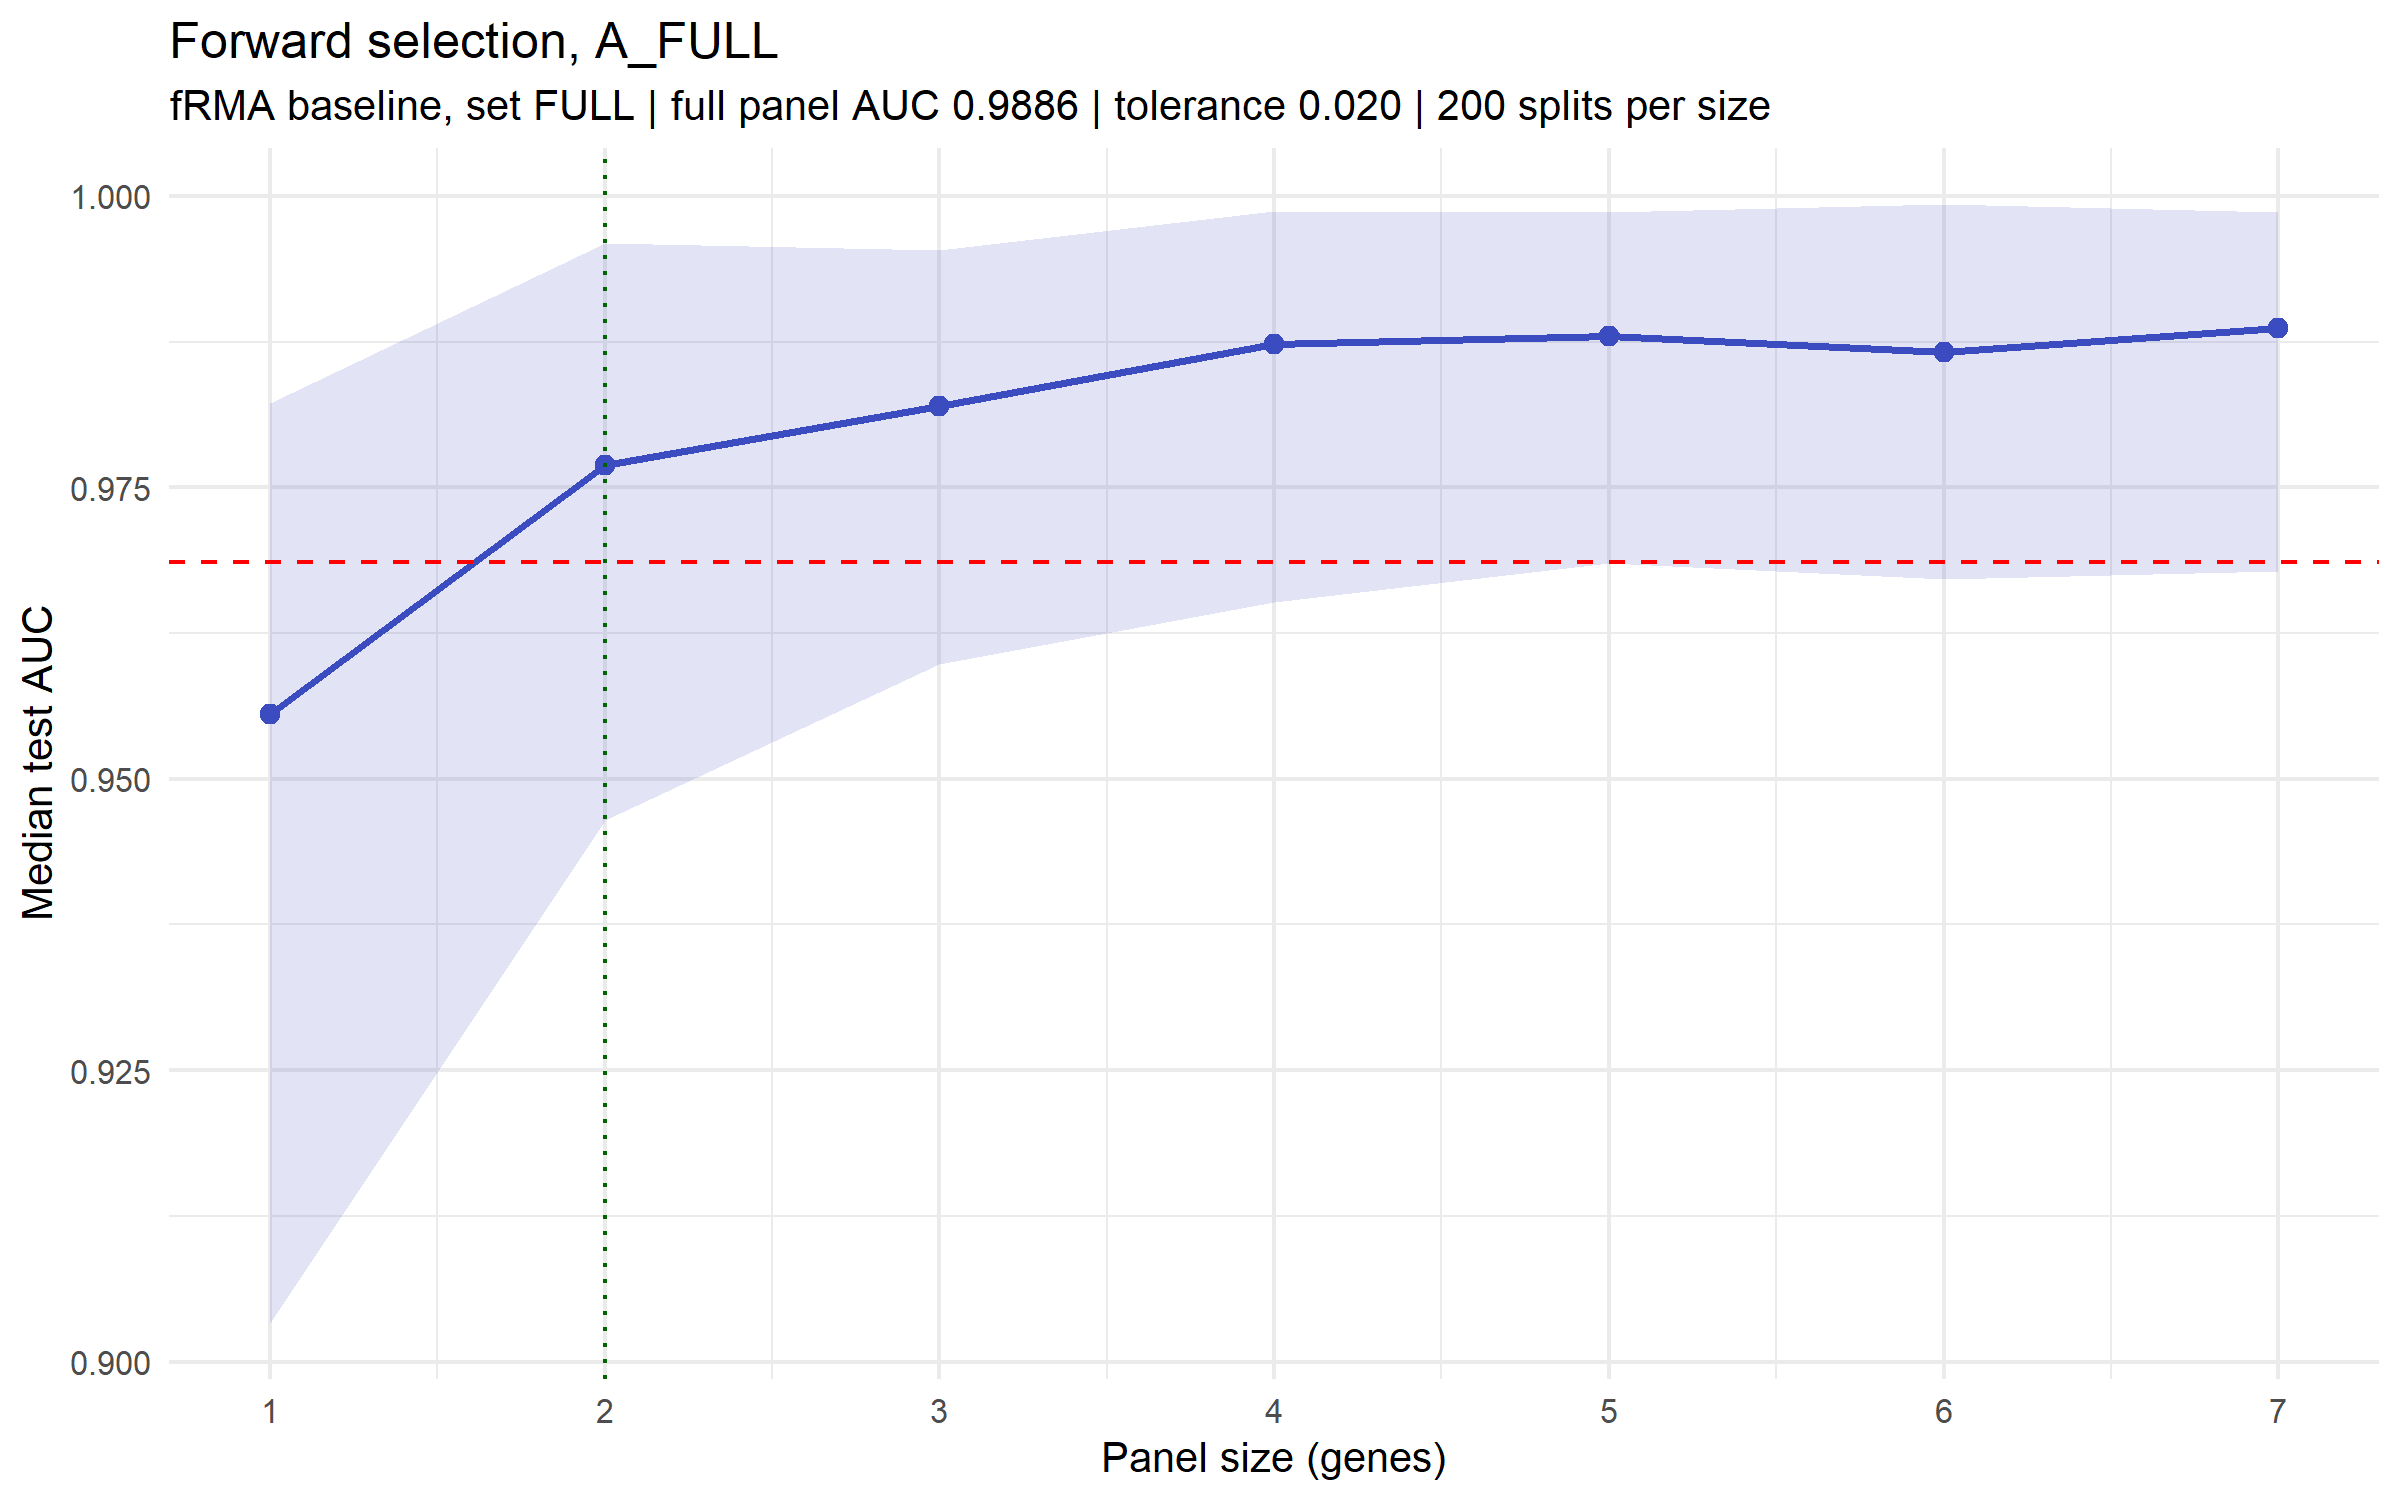 Forward selection, A_FULL
fRMA baseline, set FULL | full panel AUC 0.9886 | tolerance 0.020 | 200 splits per size
Median test AUC
1.000
0.975
0.950
0.925
0.900
1 2 3 4 5 6 7
Panel size (genes)